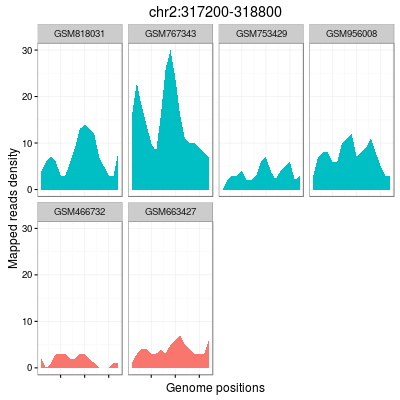 chr2:317200-318800
GSM818031 GSM767343 GSM753429 GSM956008
30
20
10
0
GSM466732 GSM663427
30
20
10
0
Mapped reads density
Genome positions